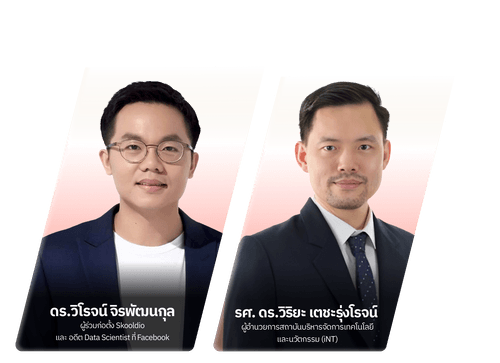 ดร.วิโรจน์ จิรพัฒนกุล
ผู้ร่วมก่อตั้ง Skooldio
และ อดีต Data Scientist ที่ Facebook
รศ. ดร.วิริยะ เตชะรุ่งโรจน์
ผู้อำนวยการสถาบันบริหารจัดการเทคโนโลยี
และนวัตกรรม (iNT)